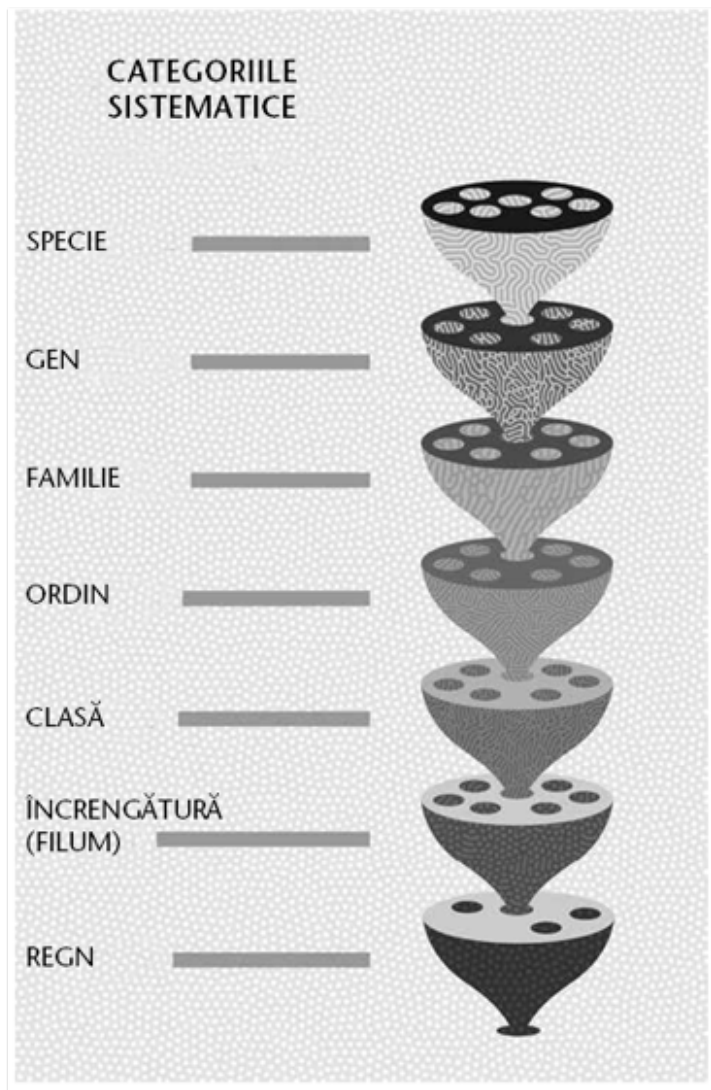 CATEGORIILE
SISTEMATICE
SPECIE
GEN
FAMILIE
ORDIN
CLASĂ
ÎNCRENGĂTURĂ
(FILUM)
REGN